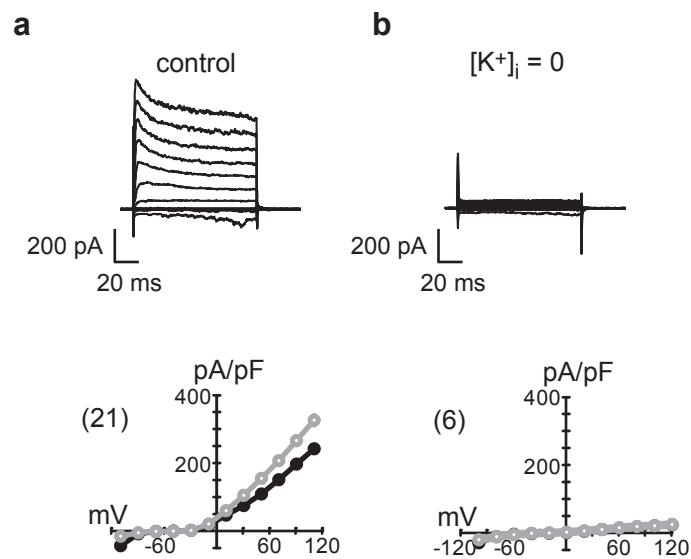 a
control
200 pA
20 ms
b
[K⁺]ᵢ = 0
200 pA
20 ms
pA/pF
400
200
(21)
mV
-60
60
120
pA/pF
400
200
(6)
mV
-120
-60
60
120